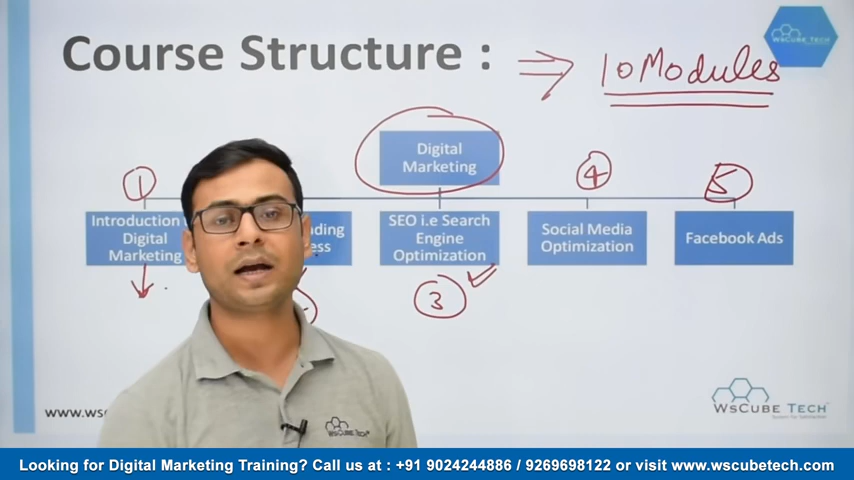 Course Structure :
⇒ 10 Modules
WsCube Tech
Digital
Marketing
1
4
5
Introduction
Digital
Marketing
SEO i.e Search
Engine
Optimization
Social Media
Optimization
Facebook Ads
3
WsCube Tech
WsCube Tech
Looking for Digital Marketing Training? Call us at : +91 9024244886 / 9269698122 or visit www.wscubetech.com